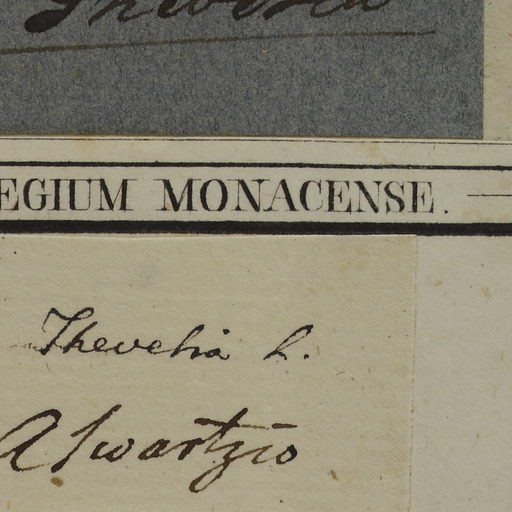 EGIUM MONACENSE.
Thevetia L.
A Swartzio